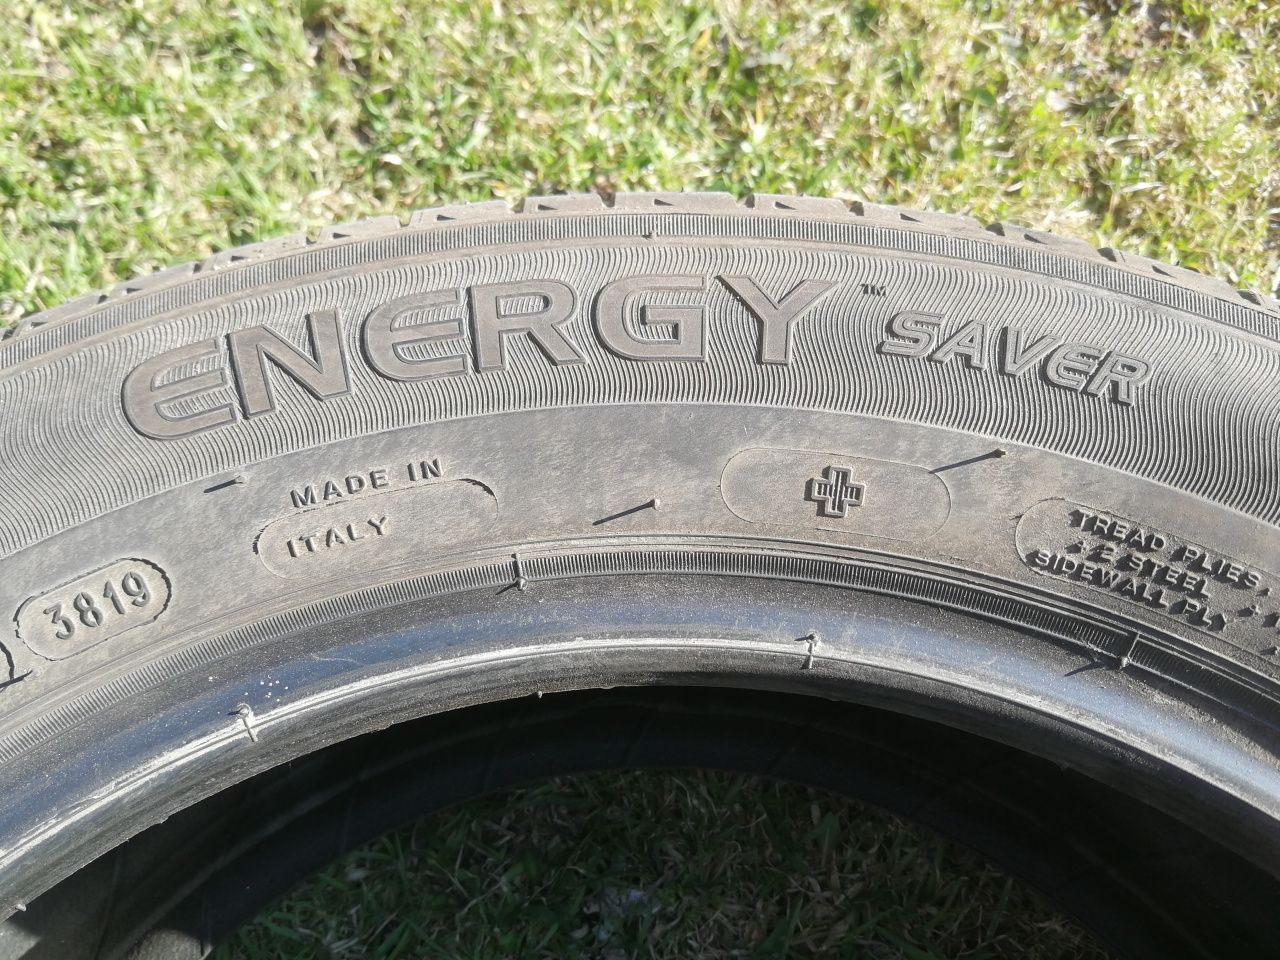 ENERGY™ SAVER
MADE IN
ITALY
3819
TREAD PLIES
2 STEEL
SIDEWALL PLY